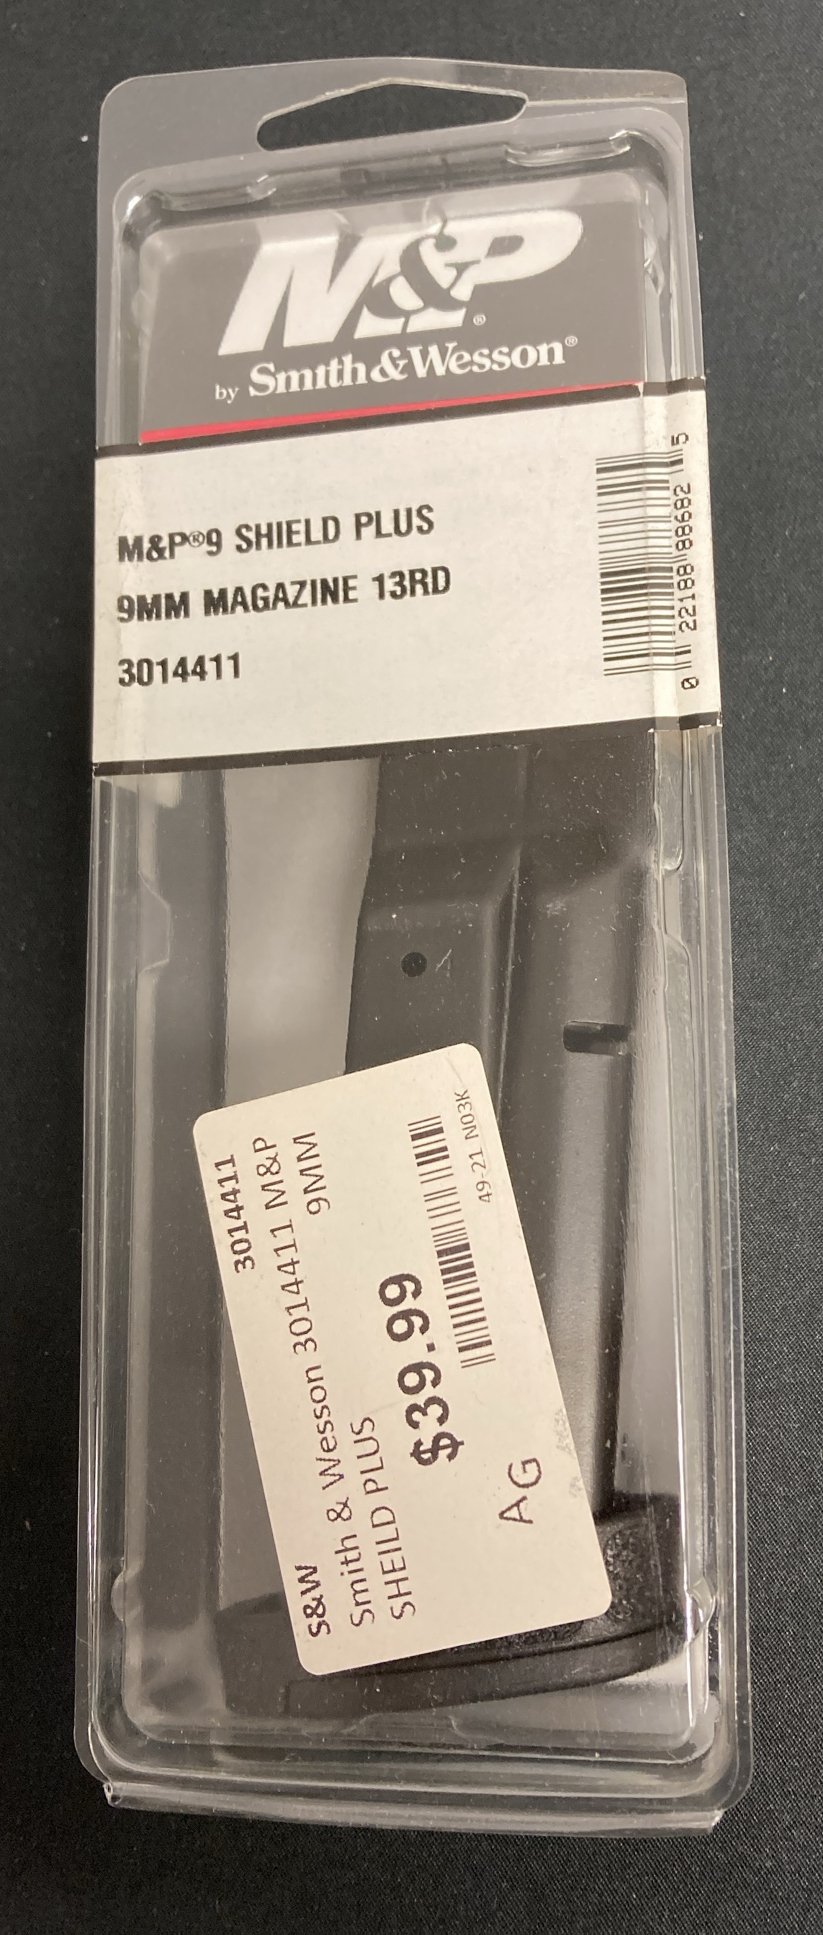 M&P®
by Smith&Wesson®
M&P®9 SHIELD PLUS
9MM MAGAZINE 13RD
3014411
0 22188 88682 5
3014411
S&W
Smith & Wesson 3014411 M&P 9MM
SHEILD PLUS
$39.99
49-21 N03K
AG